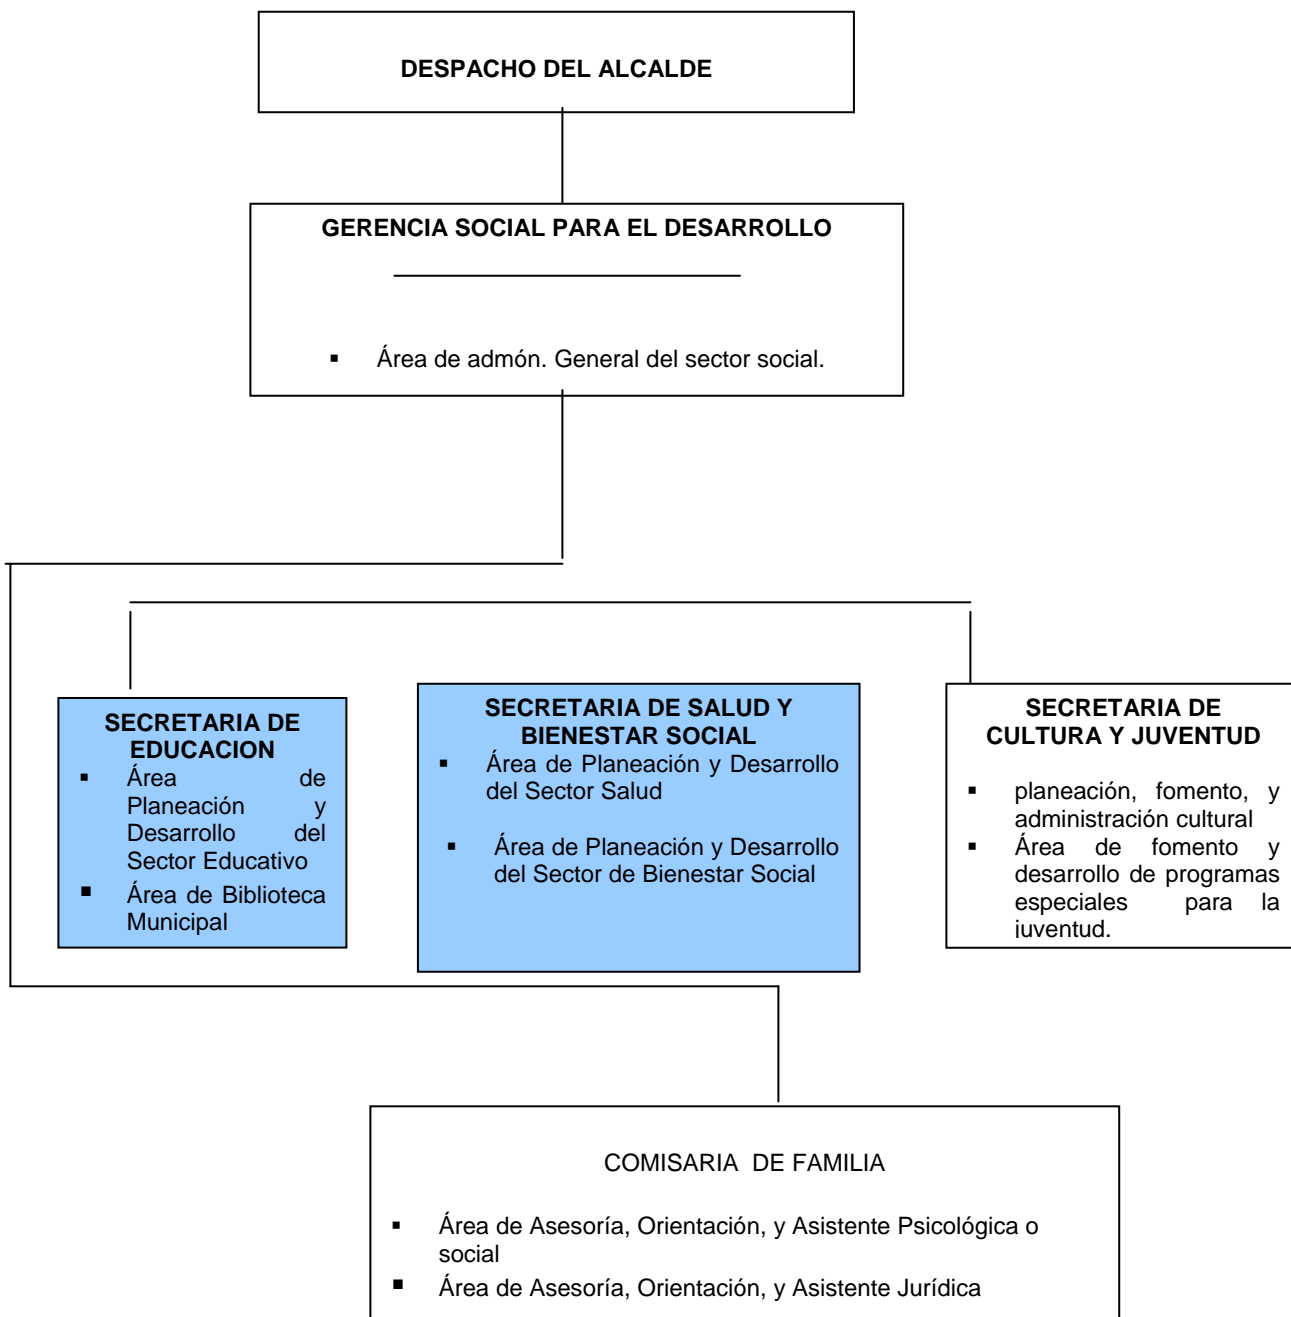 DESPACHO DEL ALCALDE
GERENCIA SOCIAL PARA EL DESARROLLO
▪ Área de admón. General del sector social.
SECRETARIA DE
EDUCACION
▪ Área de
Planeación y
Desarrollo del
Sector Educativo
▪ Área de Biblioteca
Municipal
SECRETARIA DE SALUD Y
BIENESTAR SOCIAL
▪ Área de Planeación y Desarrollo
del Sector Salud
▪ Área de Planeación y Desarrollo
del Sector de Bienestar Social
SECRETARIA DE
CULTURA Y JUVENTUD
▪ planeación, fomento, y
administración cultural
▪ Área de fomento y
desarrollo de programas
especiales para la
juventud.
COMISARIA DE FAMILIA
▪ Área de Asesoría, Orientación, y Asistente Psicológica o
social
▪ Área de Asesoría, Orientación, y Asistente Jurídica